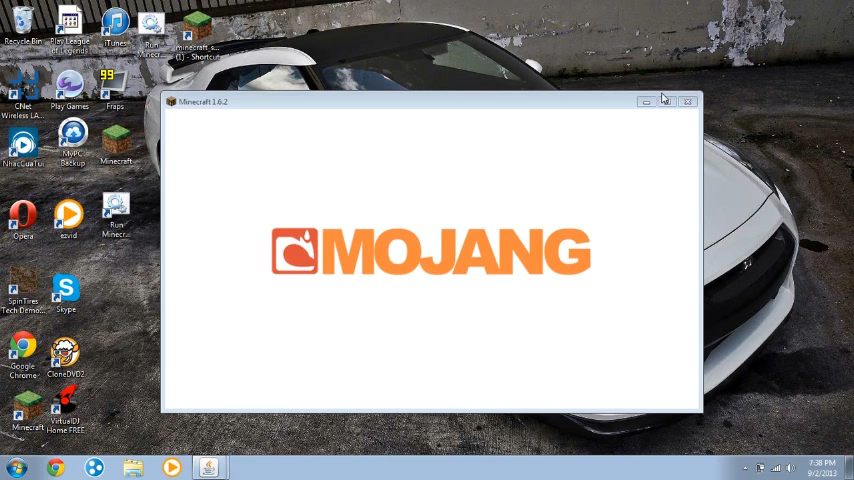 Recycle Bin
Play League
of Legends
iTunes
Run
Minecr...
minecraft_s...
(1) - Shortcut
CNet
Wireless LA...
Play Games
99
Fraps
NhacCuaTui
MyPC
Backup
Minecraft
Opera
ezvid
Run
Minecr...
SpinTires
Tech Demo...
Skype
Google
Chrome
CloneDVD2
Minecraft
VirtualDJ
Home FREE
Minecraft 1.6.2
MOJANG
7:38 PM
9/2/2013